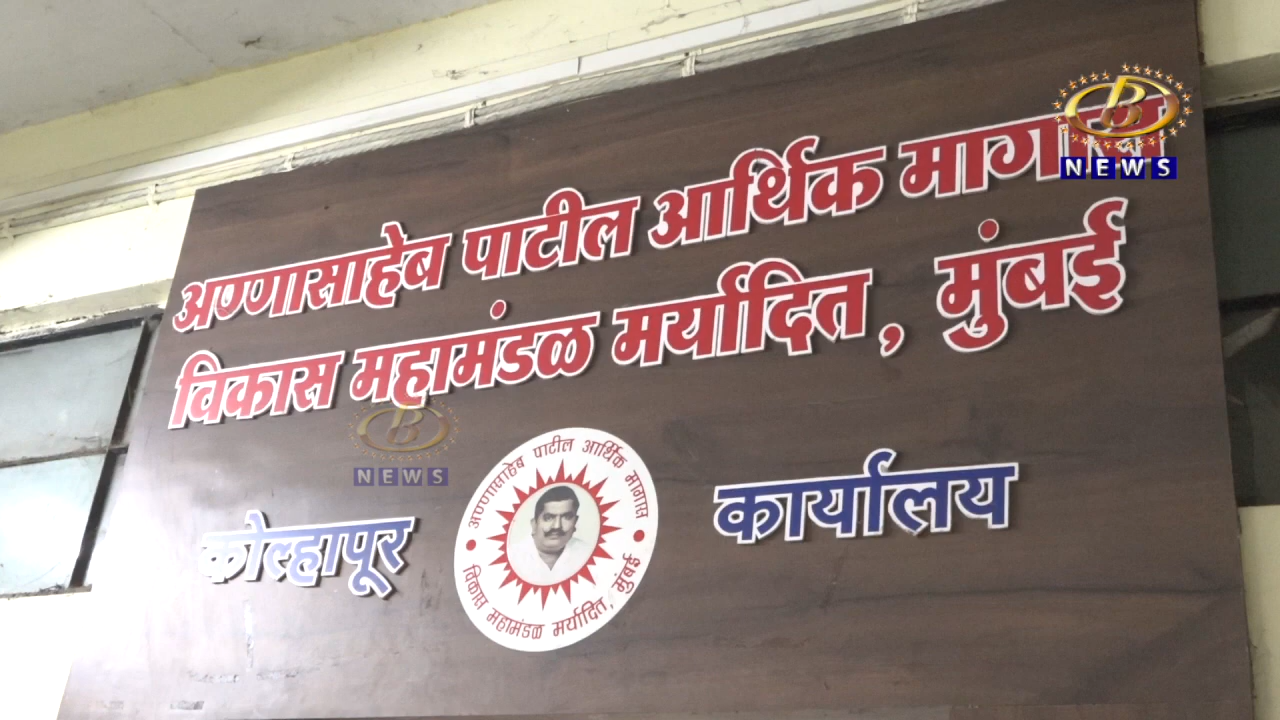 अण्णासाहेब पाटील आर्थिक मागास
विकास महामंडळ मर्यादित, मुंबई
कोल्हापूर
कार्यालय
अण्णासाहेब पाटील आर्थिक मागास
विकास महामंडळ मर्यादित, मुंबई
B
NEWS
B
NEWS